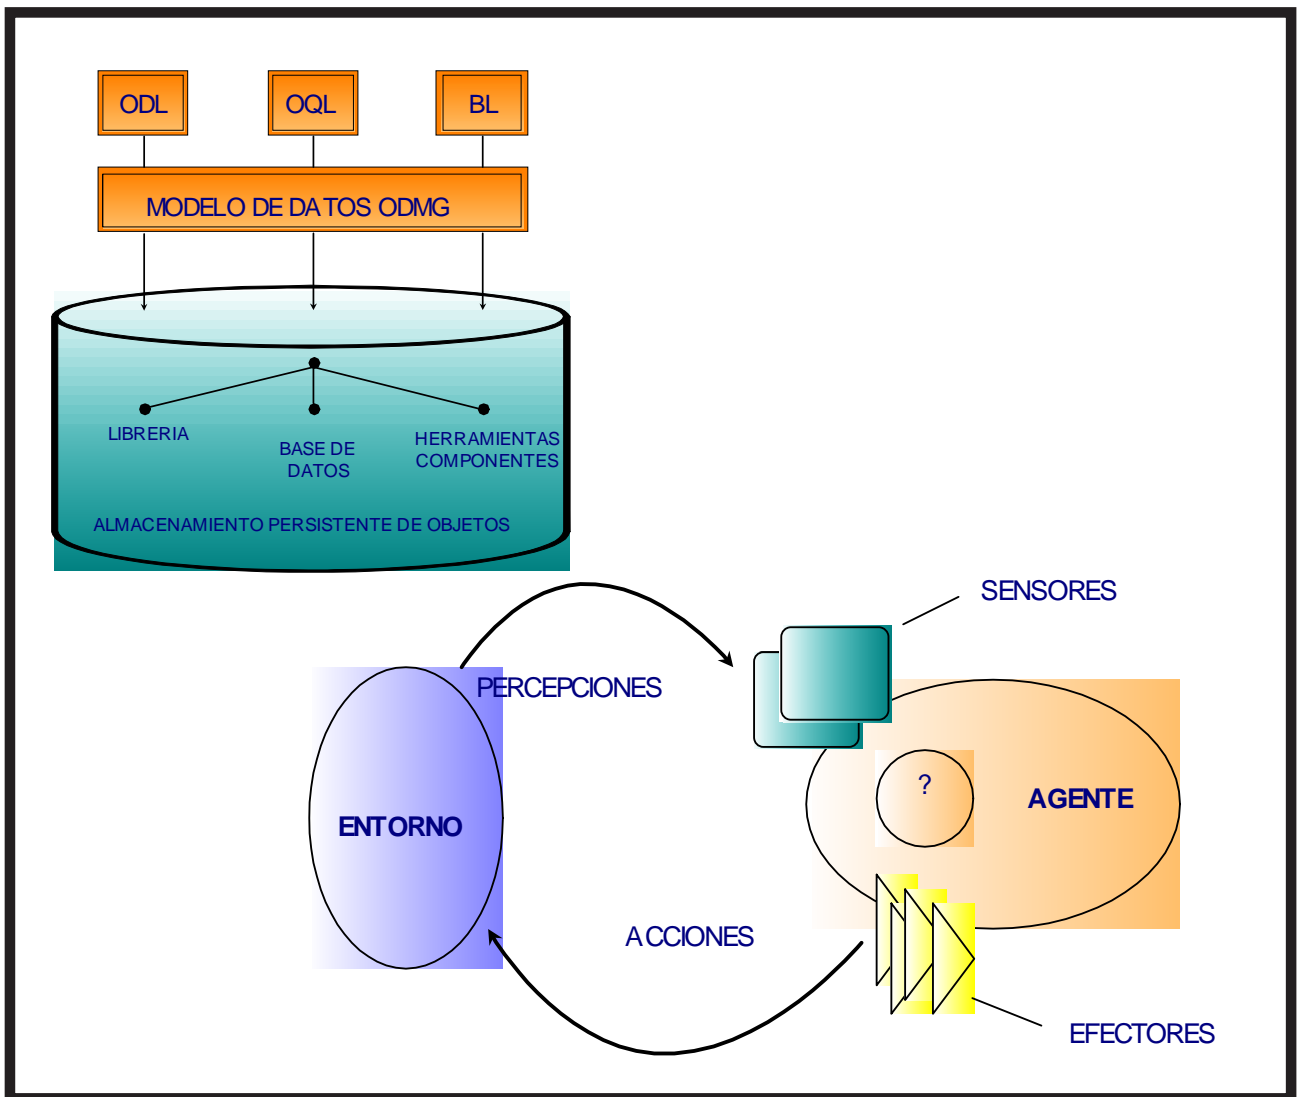 ODL
OQL
BL
MODELO DE DATOS ODMG
LIBRERIA
BASE DE
DATOS
HERRAMIENTAS
COMPONENTES
ALMACENAMIENTO PERSISTENTE DE OBJETOS
SENSORES
PERCEPCIONES
?
AGENTE
ENTORNO
ACCIONES
EFECTORES